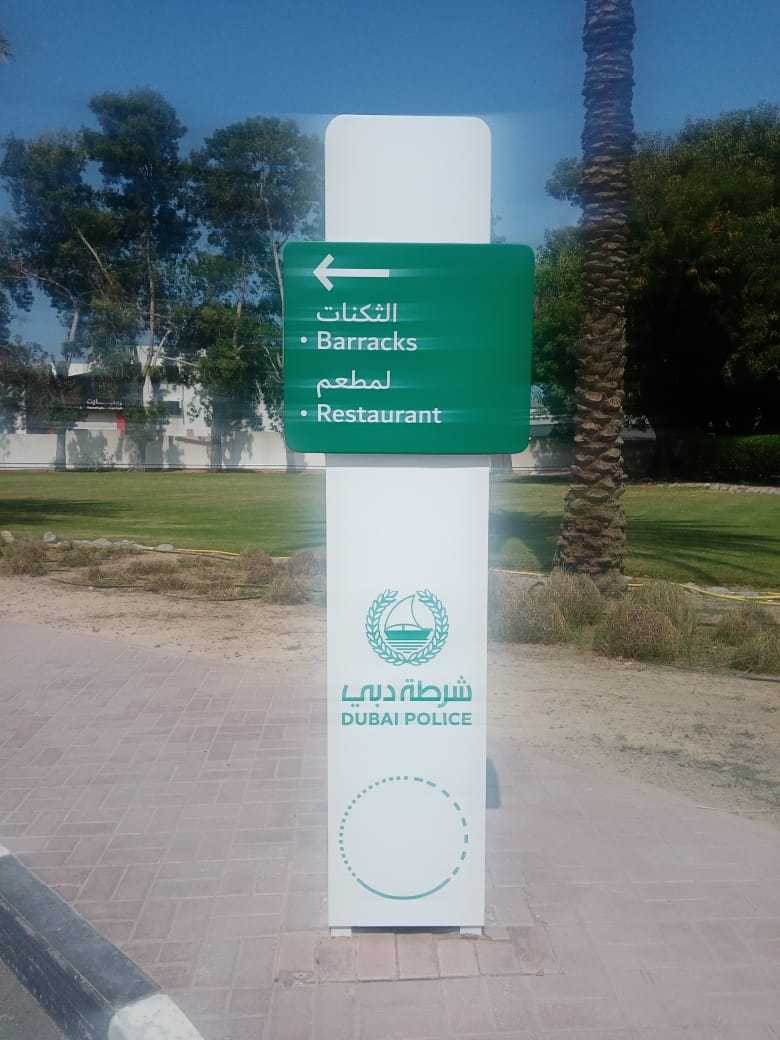 الثكنات
• Barracks
لمطعم
• Restaurant
شرطة دبي
DUBAI POLICE